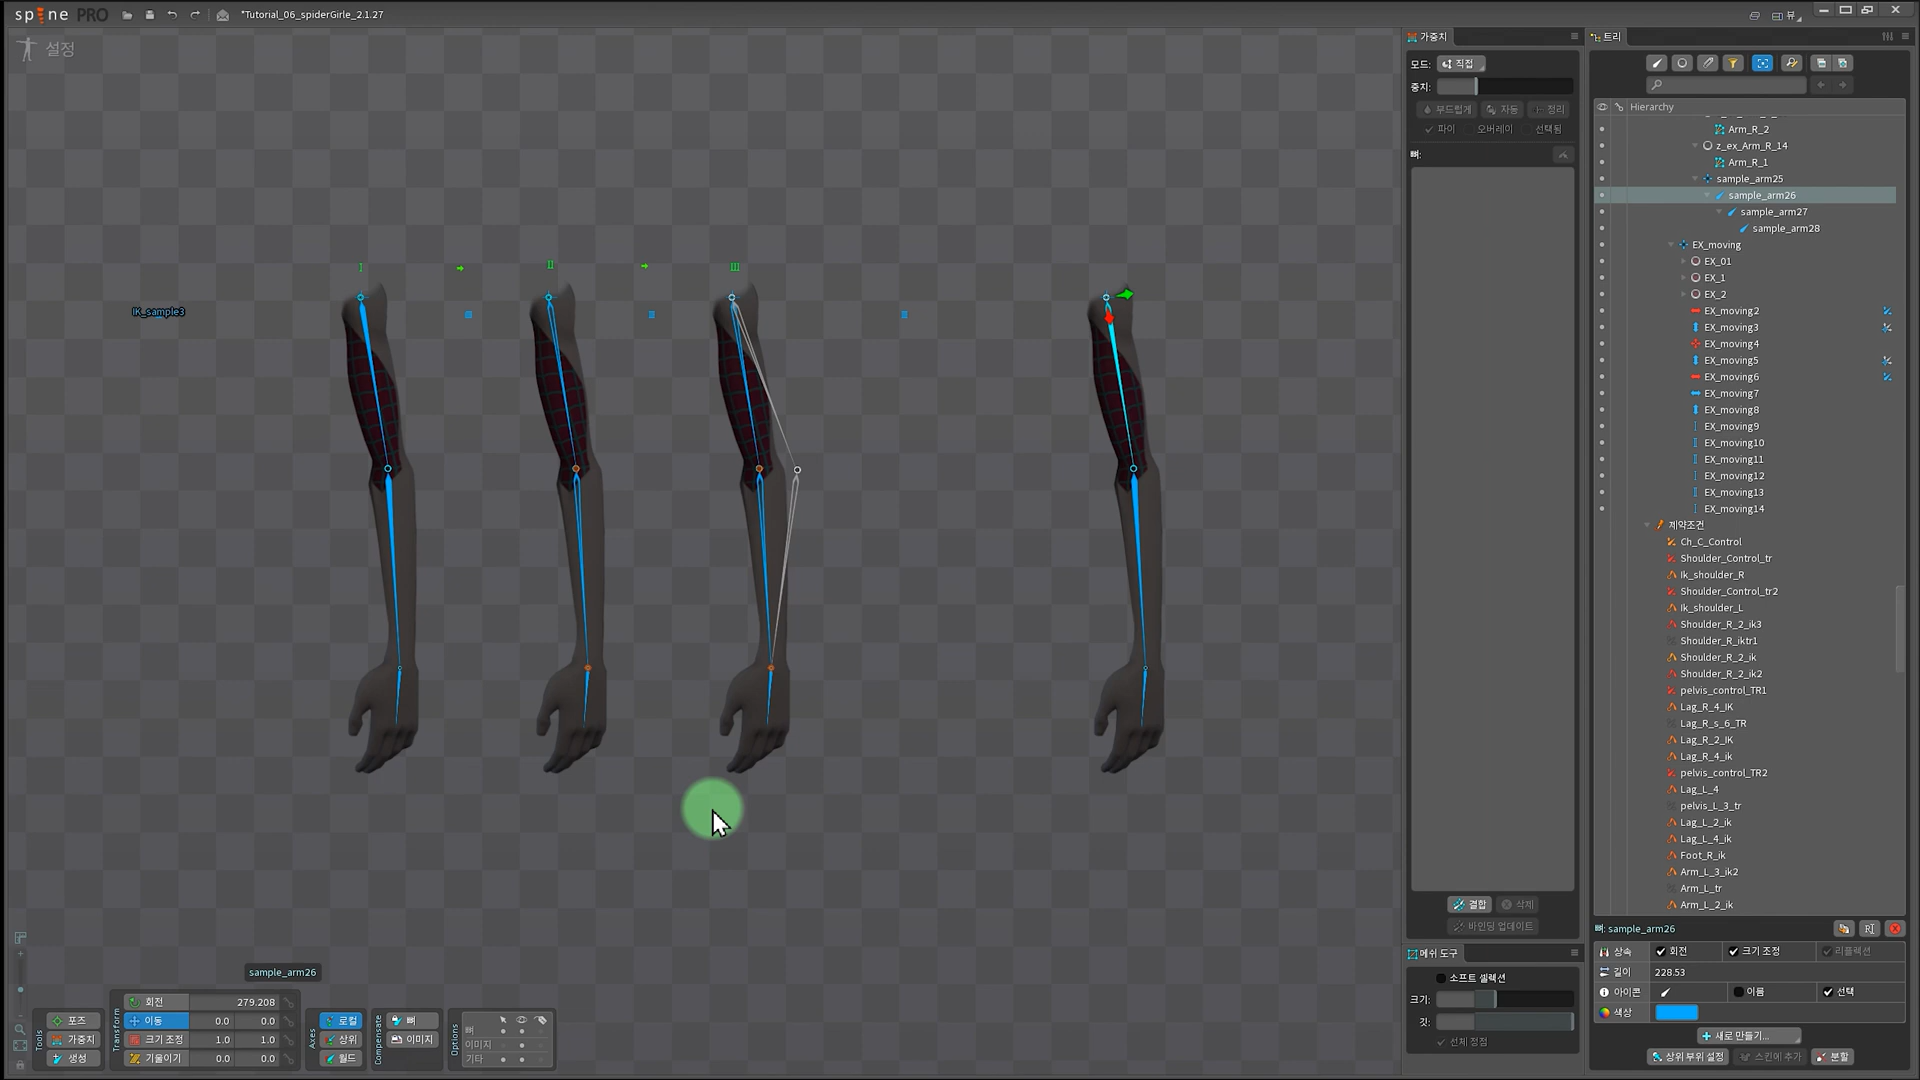 spine PRO
*Tutorial_06_spiderGirle_2.1.27
뷰
설정
I
II
III
IK_sample3
sample_arm26
Tools
포즈
가중치
생성
Transform
회전 279.208
이동 0.0 0.0
크기 조정 1.0 1.0
기울이기 0.0 0.0
Axes
로컬
상위
월드
Compensate
뼈
이미지
Options
뼈
이미지
기타
가중치
모드: 직접
중치:
부드럽게 자동 정리
파이 오버레이 선택됨
뼈:
결합 삭제
바인딩 업데이트
메쉬 도구
소프트 셀렉션
크기:
깃:
선체 정점
트리
Hierarchy
Arm_R_2
z_ex_Arm_R_14
Arm_R_1
sample_arm25
sample_arm26
sample_arm27
sample_arm28
EX_moving
EX_01
EX_1
EX_2
EX_moving2
EX_moving3
EX_moving4
EX_moving5
EX_moving6
EX_moving7
EX_moving8
EX_moving9
EX_moving10
EX_moving11
EX_moving12
EX_moving13
EX_moving14
제약조건
Ch_C_Control
Shoulder_Control_tr
Ik_shoulder_R
Shoulder_Control_tr2
Ik_shoulder_L
Shoulder_R_2_ik3
Shoulder_R_iktr1
Shoulder_R_2_ik
Shoulder_R_2_ik2
pelvis_control_TR1
Lag_R_4_IK
Lag_R_s_6_TR
Lag_R_2_IK
Lag_R_4_ik
pelvis_control_TR2
Lag_L_4
pelvis_L_3_tr
Lag_L_2_ik
Lag_L_4_ik
Foot_R_ik
Arm_L_3_ik2
Arm_L_tr
Arm_L_2_ik
뼈: sample_arm26
상속 회전 크기 조정 리플렉션
길이 228.53
아이콘 이름 선택
색상
새로 만들기...
상위 부위 설정 스킨에 추가 분할